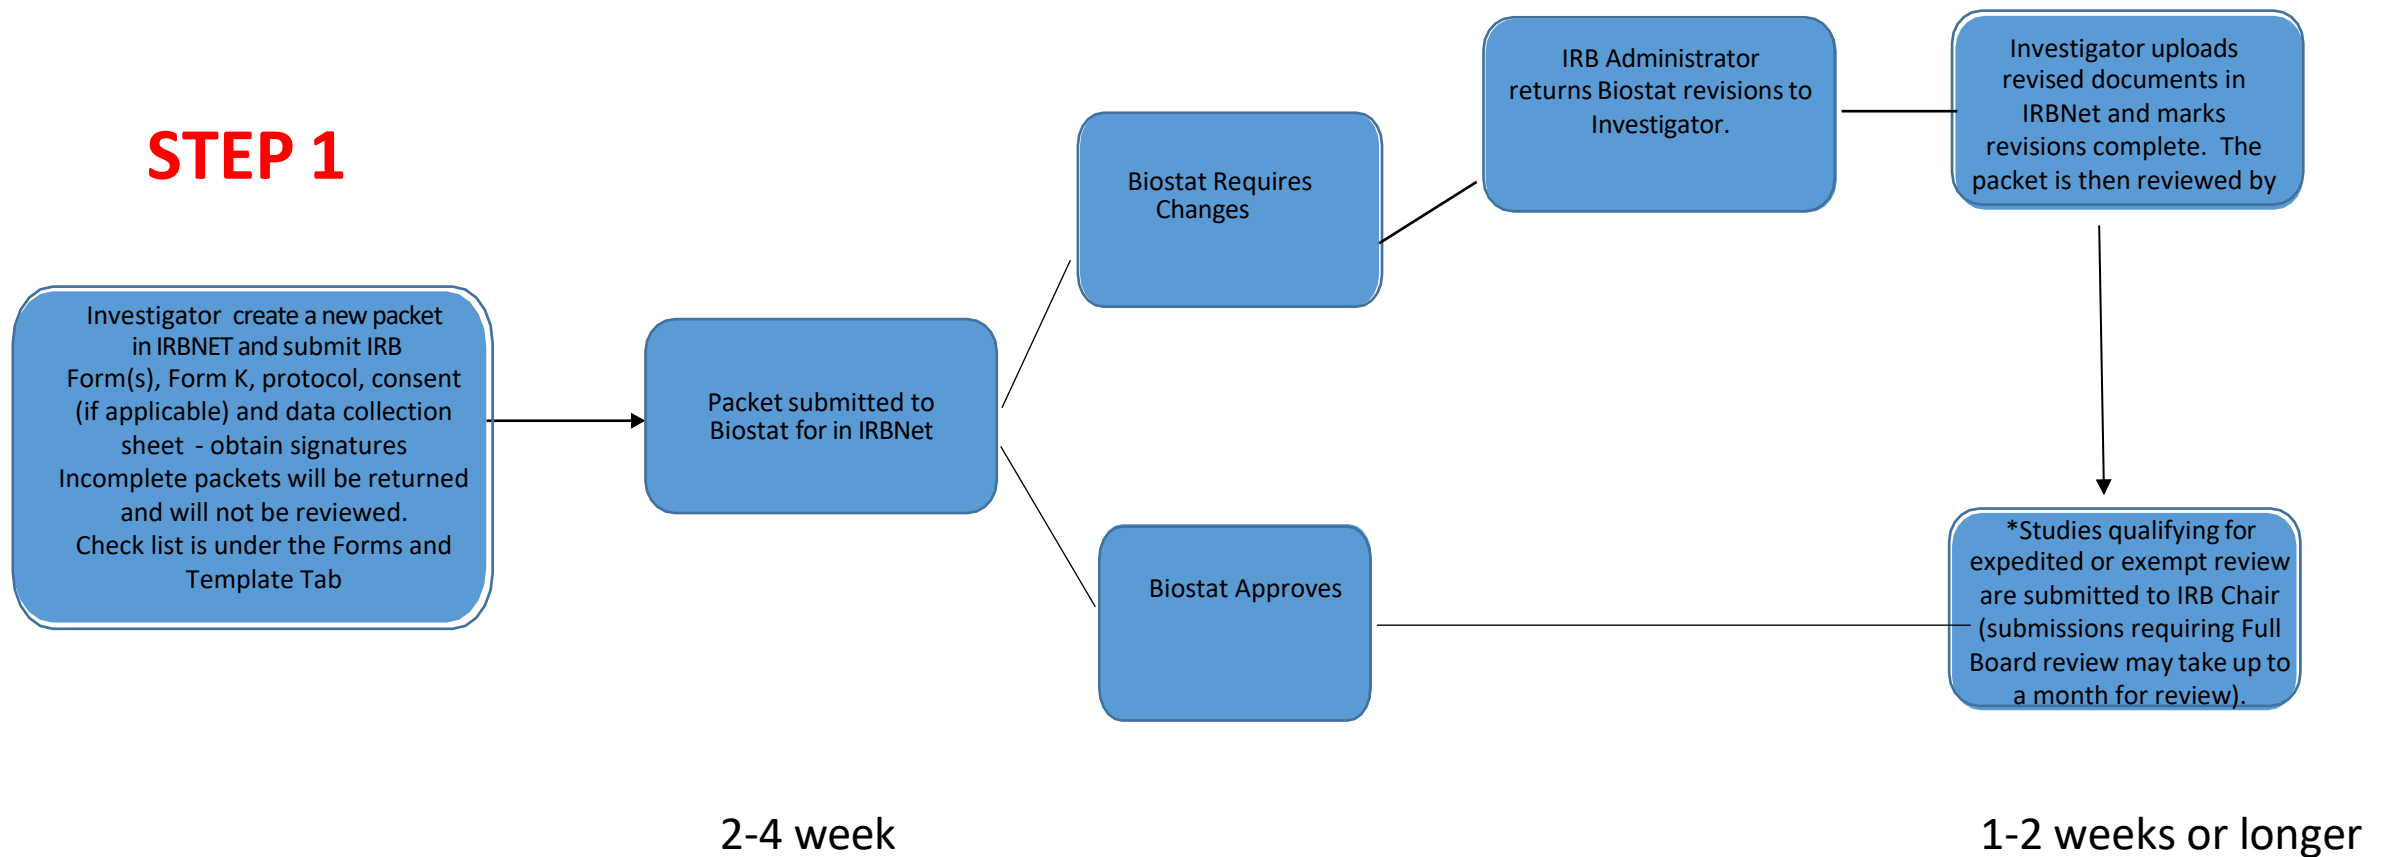 STEP 1
Investigator create a new packet
in IRBNET and submit IRB
Form(s), Form K, protocol, consent
(if applicable) and data collection
sheet - obtain signatures
Incomplete packets will be returned
and will not be reviewed.
Check list is under the Forms and
Template Tab
Packet submitted to
Biostat for in IRBNet
Biostat Requires
Changes
IRB Administrator
returns Biostat revisions to
Investigator.
Investigator uploads
revised documents in
IRBNet and marks
revisions complete. The
packet is then reviewed by
Biostat Approves
*Studies qualifying for
expedited or exempt review
are submitted to IRB Chair
(submissions requiring Full
Board review may take up to
a month for review).
2-4 week
1-2 weeks or longer